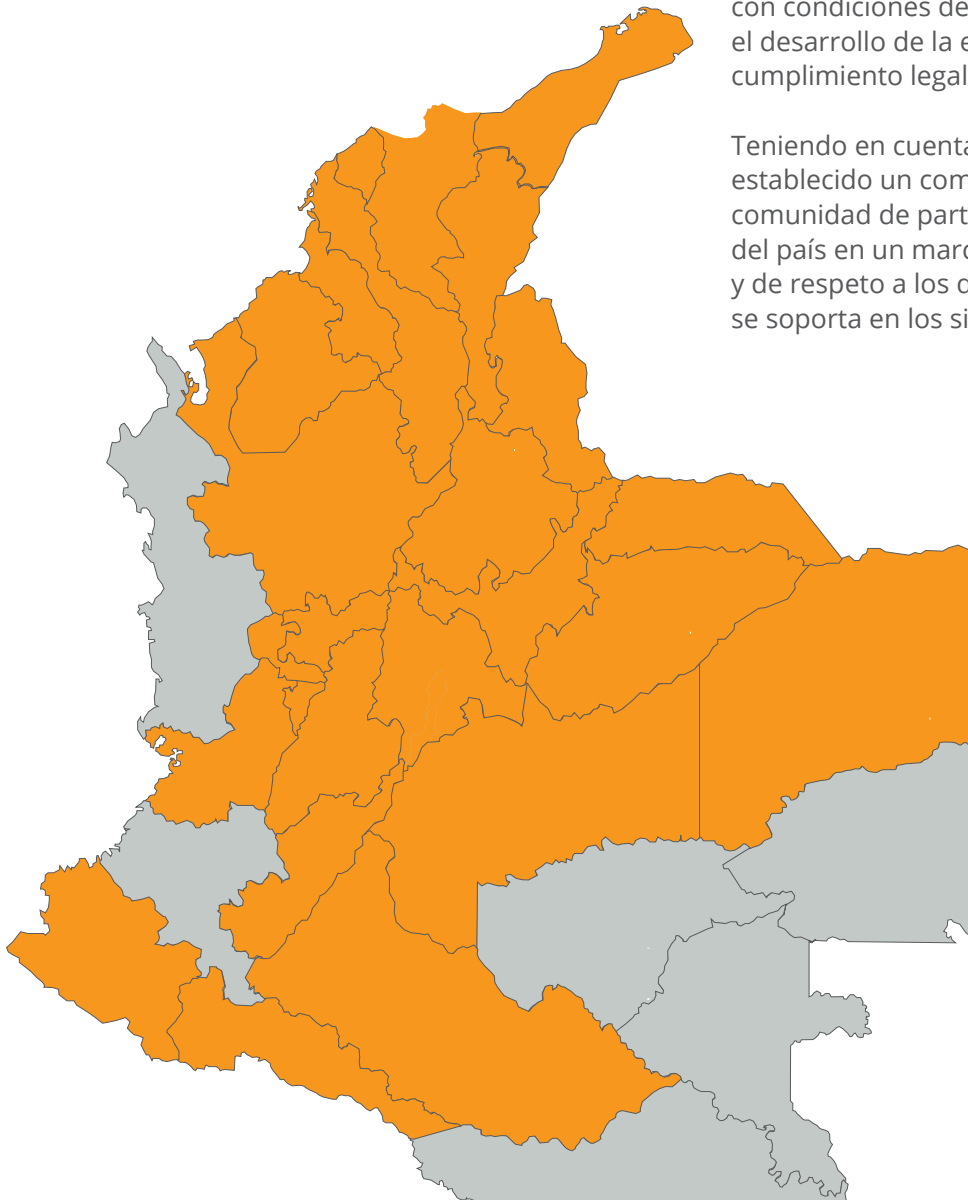 con condiciones de
el desarrollo de la e
cumplimiento legal
Teniendo en cuenta
establecido un com
comunidad de part
del país en un marc
y de respeto a los d
se soporta en los si